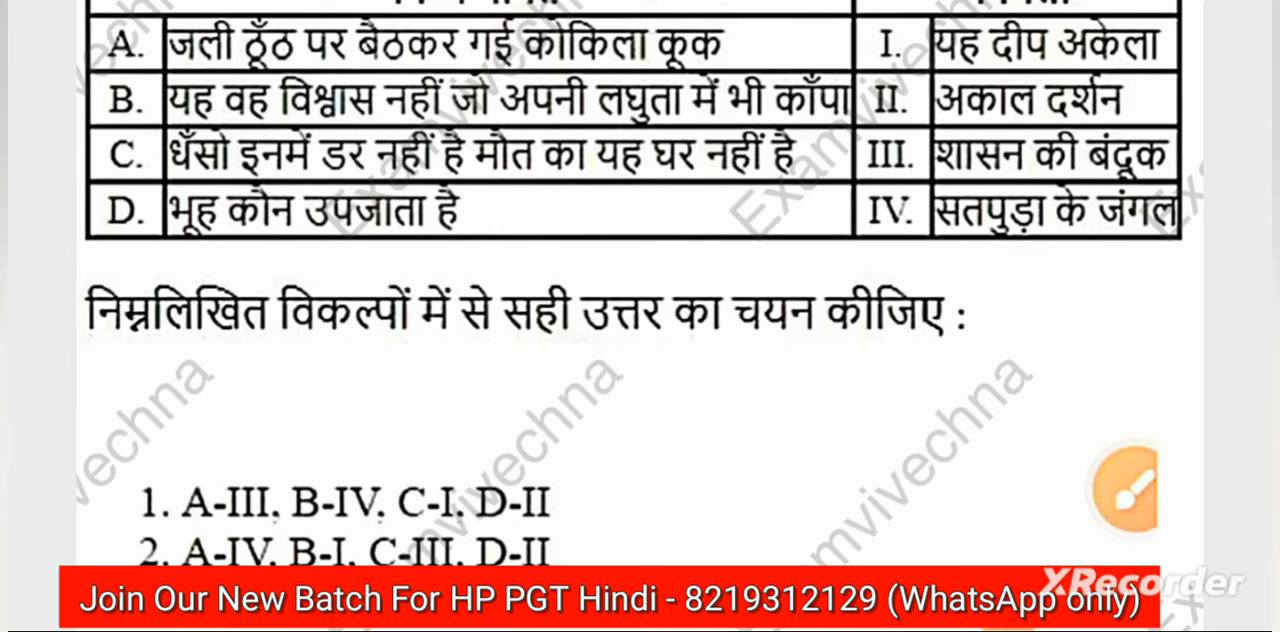 A. जली ठूँठ पर बैठकर गई कोकिला कूक I. यह दीप अकेला
B. यह वह विश्वास नहीं जो अपनी लघुता में भी काँपा II. अकाल दर्शन
C. धँसो इनमें डर नहीं है मौत का यह घर नहीं है III. शासन की बंदूक
D. भूह कौन उपजाता है IV. सतपुड़ा के जंगल
निम्नलिखित विकल्पों में से सही उत्तर का चयन कीजिए :
1. A-III, B-IV, C-I, D-II
2. A-IV, B-I, C-III, D-II
Join Our New Batch For HP PGT Hindi - 8219312129 (WhatsApp only)
XRecorder